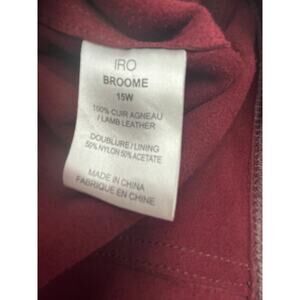 IRO
BROOME
15W
100% CUIR AGNEAU
/ LAMB LEATHER
DOUBLURE / LINING
50% NYLON 50% ACETATE
MADE IN CHINA
FABRIQUE EN CHINE